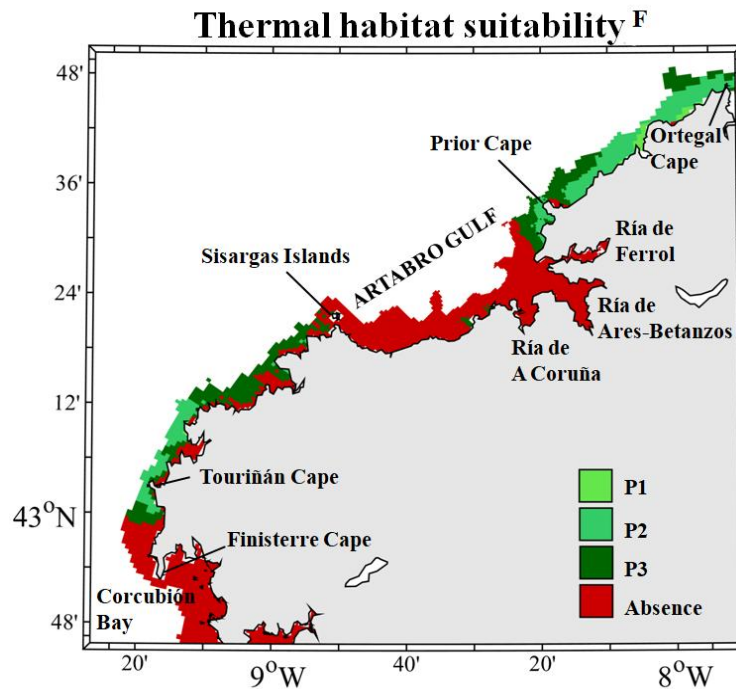 Thermal habitat suitability F
48'
Ortegal
Cape
Prior Cape
36'
Ría de
Ferrol
ARTABRO GULF
Sisargas Islands
24'
Ría de
Ares-Betanzos
Ría de
A Coruña
12'
Touriñán Cape
P1
43°N
P2
Finisterre Cape
P3
Corcubión
Bay
Absence
48'
20'
9°W
40'
20'
8°W